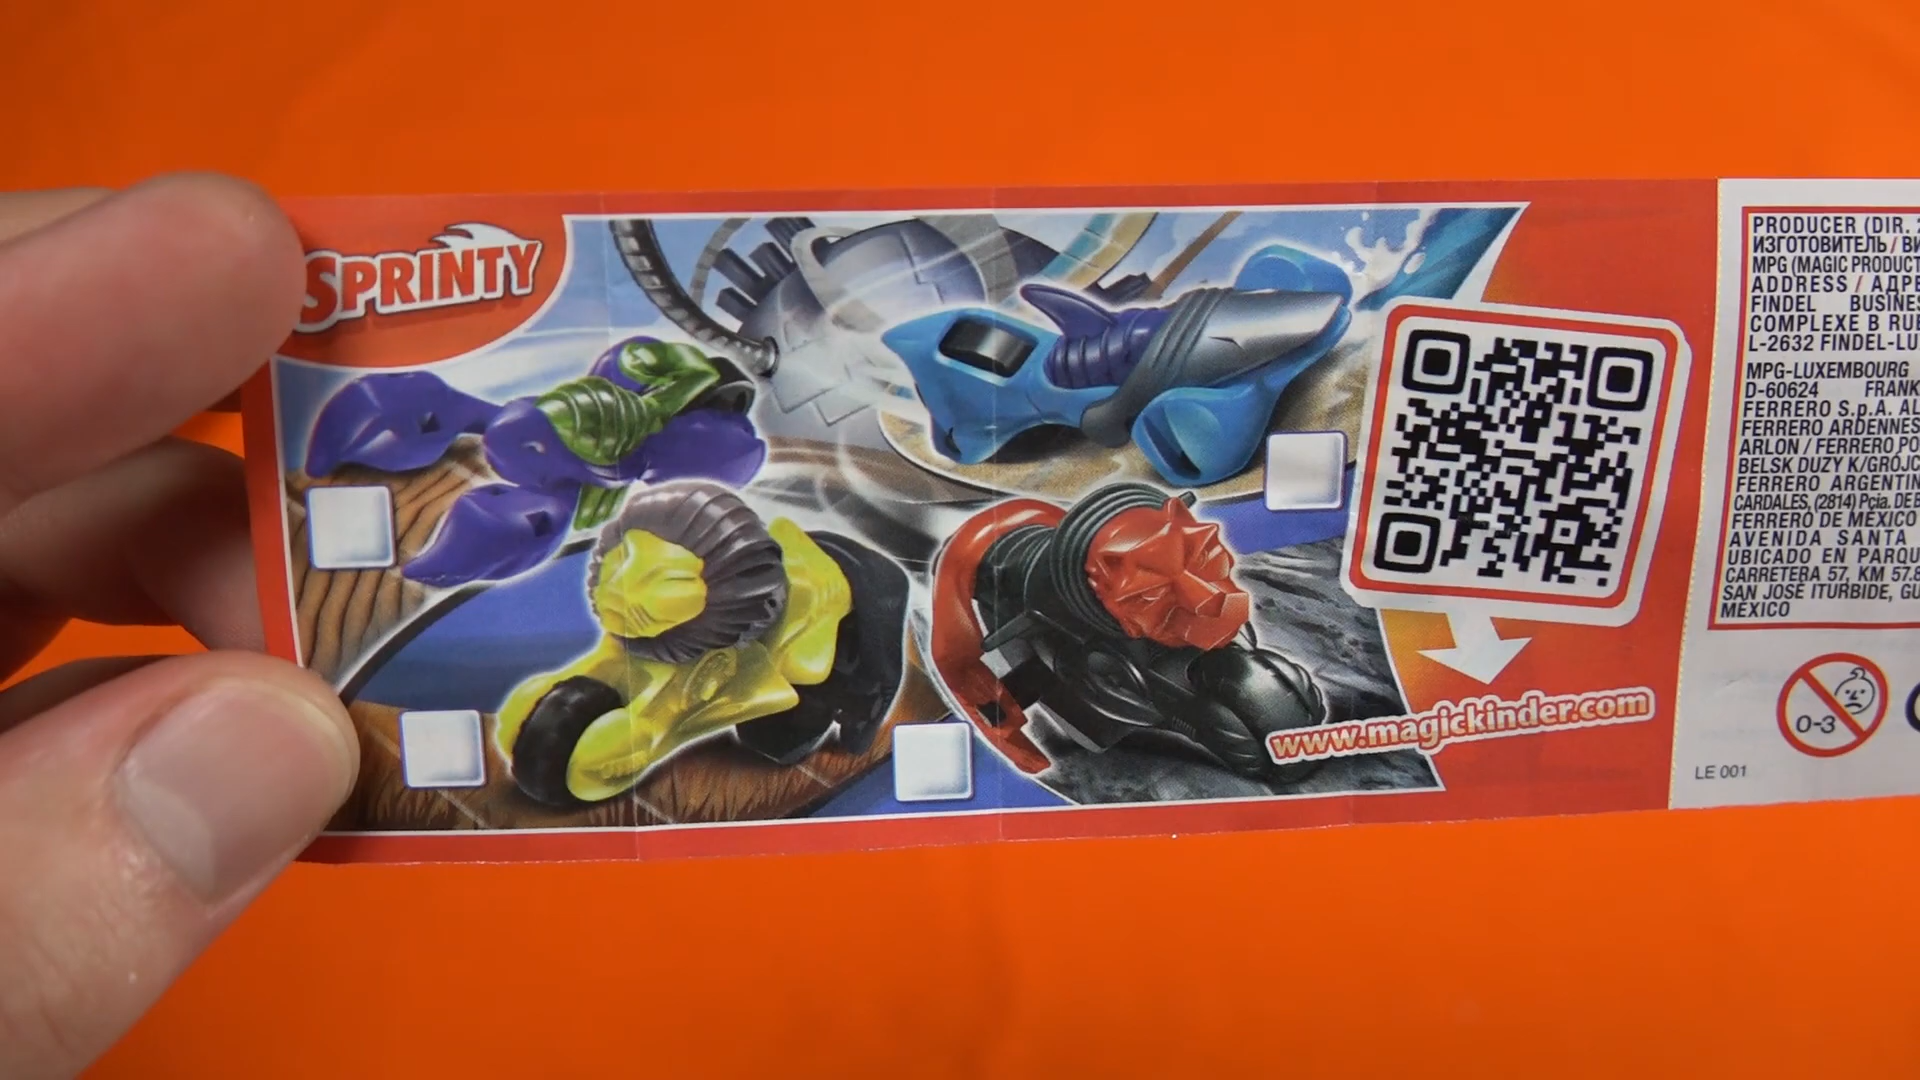 SPRINTY
www.magickinder.com
PRODUCER (DIR.
ИЗГОТОВИТЕЛЬ /
MPG (MAGIC PRODUCT
ADDRESS /
FINDEL BUSINES
COMPLEXE B RUE
L-2632 FINDEL-LU
MPG-LUXEMBOURG
D-60624 FRANK
FERRERO S.p.A. AL
FERRERO ARDENNES
ARLON / FERRERO PO
BELSK DUZY K/GRÓJC
FERRERO ARGENTIN
CARDALES, (2814) Pcia. DE B
FERRERO DE MEXICO
AVENIDA SANTA
UBICADO EN PARQU
CARRETERA 57, KM 57.8
SAN JOSÉ ITURBIDE, GU
MÉXICO
0-3
LE 001